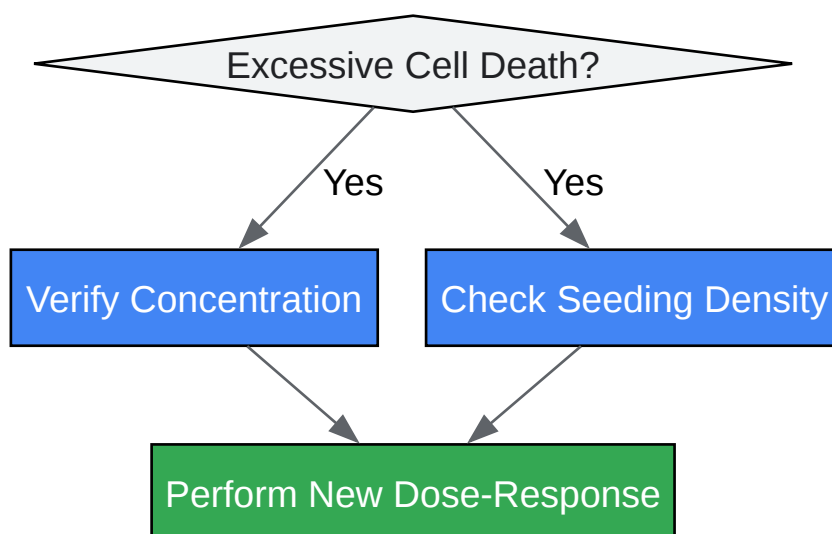 Excessive Cell Death?
Yes
Yes
Verify Concentration
Check Seeding Density
Perform New Dose-Response